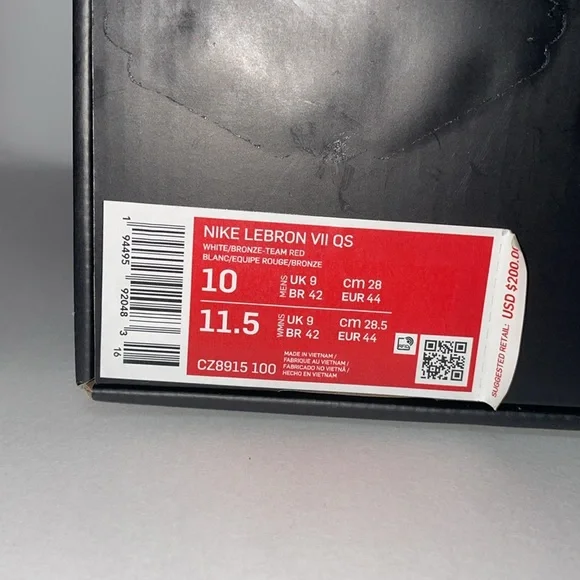 NIKE LEBRON VII QS
WHITE/BRONZE-TEAM RED
BLANC/EQUIPE ROUGE/BRONZE
10 MENS UK 9 cm 28
BR 42 EUR 44
11.5 WMNS UK 9 cm 28.5
BR 42 EUR 44
CZ8915 100
MADE IN VIETNAM /
FABRIQUE AU VIETNAM /
FABRICADO NO VIETNÃ /
HECHO EN VIETNAM
1 94495 92048 3 16
SUGGESTED RETAIL: USD $200.00